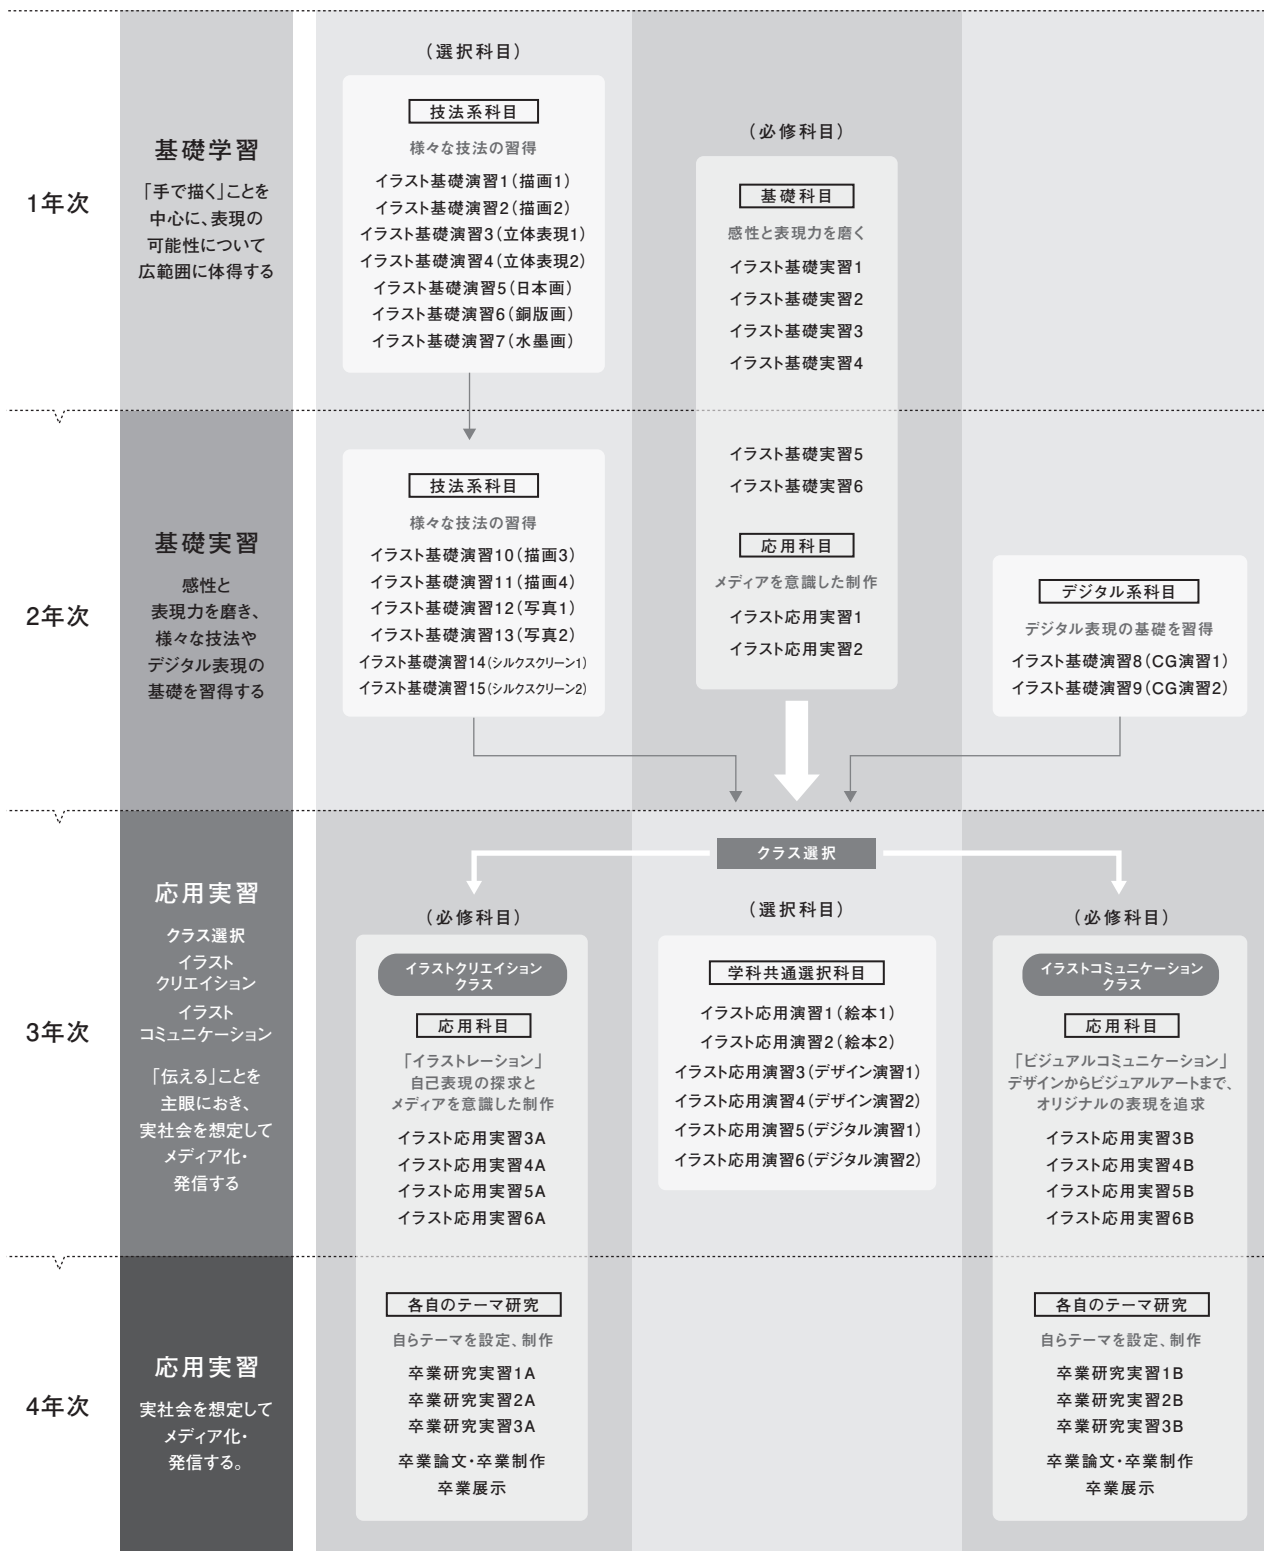 1年次
基礎学習
「手で描く」ことを
中心に、表現の
可能性について
広範囲に体得する
（選択科目）
技法系科目
様々な技法の習得
イラスト基礎演習1（描画1）
イラスト基礎演習2（描画2）
イラスト基礎演習3（立体表現1）
イラスト基礎演習4（立体表現2）
イラスト基礎演習5（日本画）
イラスト基礎演習6（銅版画）
イラスト基礎演習7（水墨画）
（必修科目）
基礎科目
感性と表現力を磨く
イラスト基礎実習1
イラスト基礎実習2
イラスト基礎実習3
イラスト基礎実習4
2年次
基礎実習
感性と
表現力を磨き、
様々な技法や
デジタル表現の
基礎を習得する
技法系科目
様々な技法の習得
イラスト基礎演習10（描画3）
イラスト基礎演習11（描画4）
イラスト基礎演習12（写真1）
イラスト基礎演習13（写真2）
イラスト基礎演習14（シルクスクリーン1）
イラスト基礎演習15（シルクスクリーン2）
イラスト基礎実習5
イラスト基礎実習6
応用科目
メディアを意識した制作
イラスト応用実習1
イラスト応用実習2
デジタル系科目
デジタル表現の基礎を習得
イラスト基礎演習8（CG演習1）
イラスト基礎演習9（CG演習2）
3年次
応用実習
クラス選択
イラスト
クリエイション
イラスト
コミュニケーション
「伝える」ことを
主眼におき、
実社会を想定して
メディア化・
発信する
クラス選択
（必修科目）
イラストクリエイション
クラス
応用科目
「イラストレーション」
自己表現の探求と
メディアを意識した制作
イラスト応用実習3A
イラスト応用実習4A
イラスト応用実習5A
イラスト応用実習6A
（選択科目）
学科共通選択科目
イラスト応用演習1（絵本1）
イラスト応用演習2（絵本2）
イラスト応用演習3（デザイン演習1）
イラスト応用演習4（デザイン演習2）
イラスト応用演習5（デジタル演習1）
イラスト応用演習6（デジタル演習2）
（必修科目）
イラストコミュニケーション
クラス
応用科目
「ビジュアルコミュニケーション」
デザインからビジュアルアートまで、
オリジナルの表現を追求
イラスト応用実習3B
イラスト応用実習4B
イラスト応用実習5B
イラスト応用実習6B
4年次
応用実習
実社会を想定して
メディア化・
発信する。
各自のテーマ研究
自らテーマを設定、制作
卒業研究実習1A
卒業研究実習2A
卒業研究実習3A
卒業論文・卒業制作
卒業展示
各自のテーマ研究
自らテーマを設定、制作
卒業研究実習1B
卒業研究実習2B
卒業研究実習3B
卒業論文・卒業制作
卒業展示